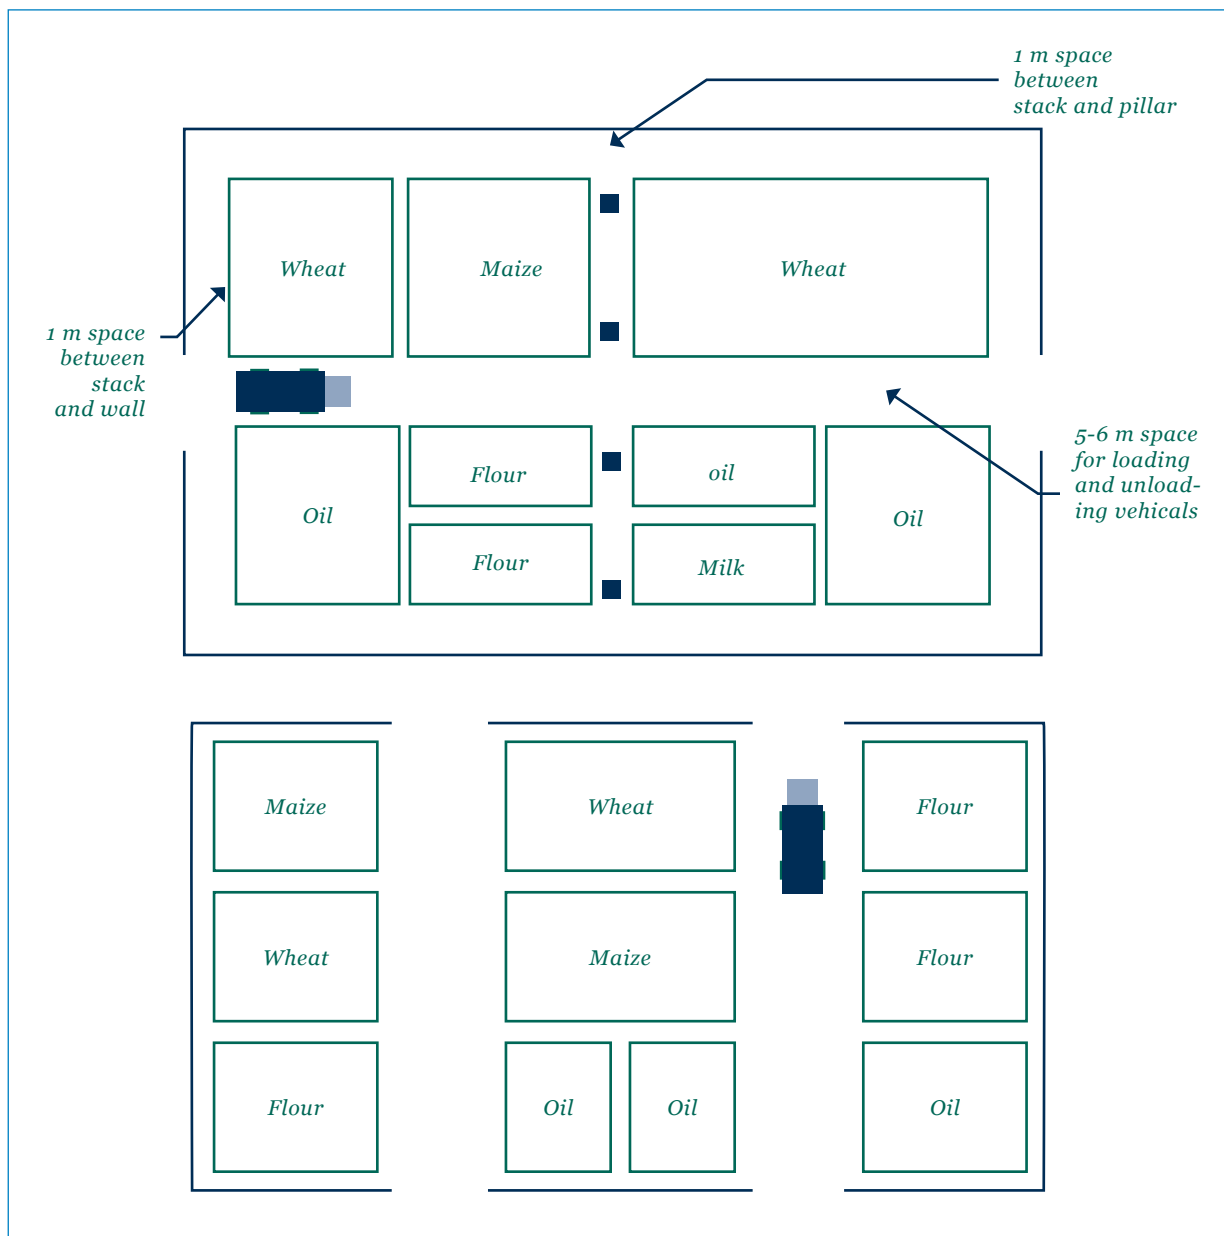 1 m space
between
stack and pillar
Wheat
Maize
Wheat
1 m space
between
stack
and wall
5-6 m space
for loading
and unload-
ing vehicals
Oil
Flour
oil
Oil
Flour
Milk
Maize
Wheat
Flour
Wheat
Maize
Flour
Flour
Oil
Oil
Oil